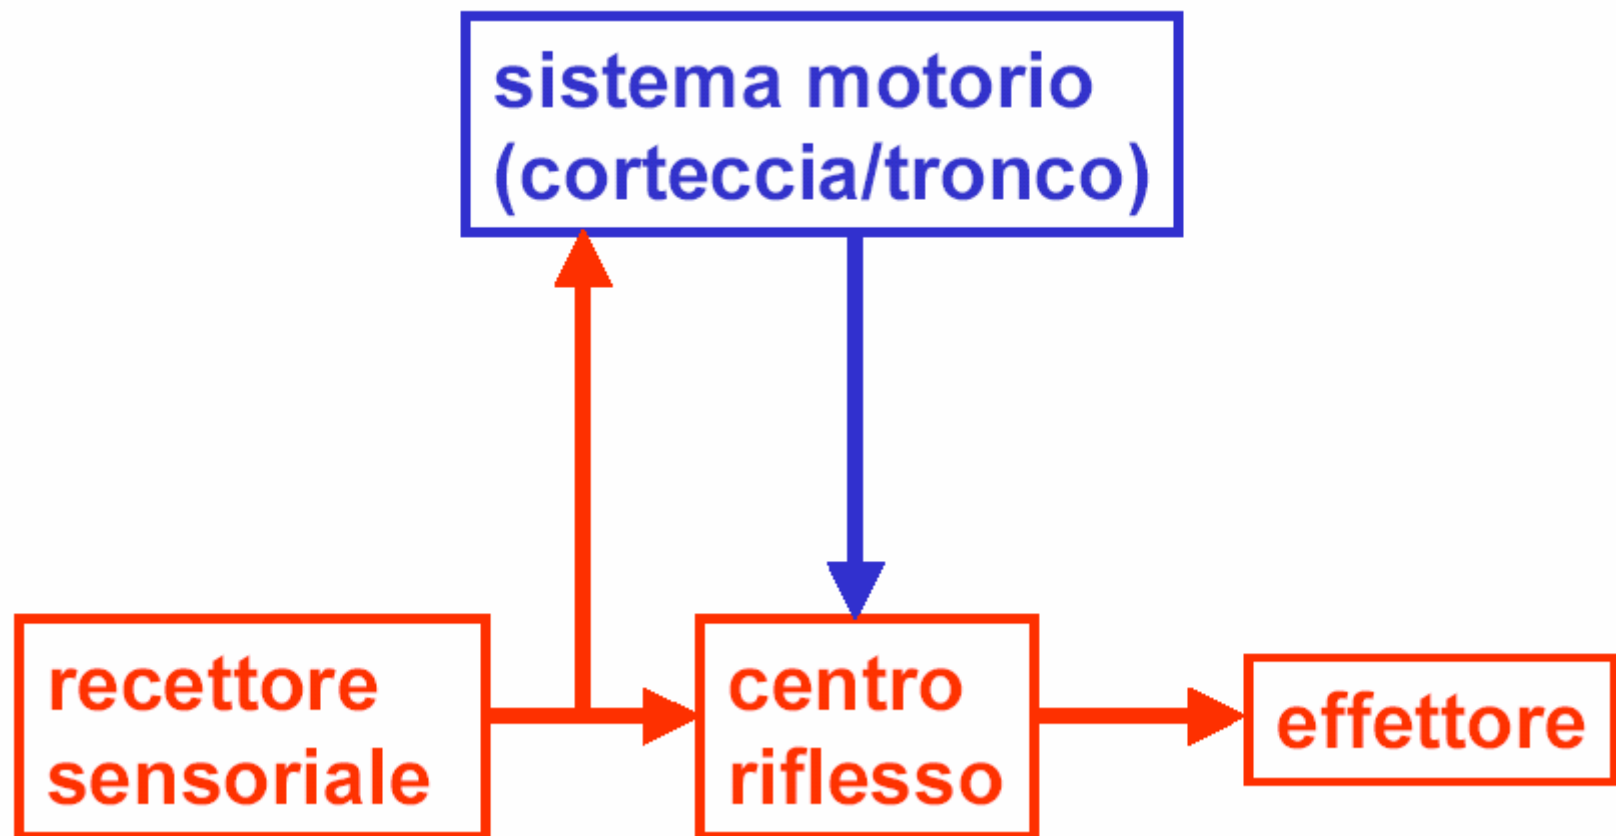 sistema motorio
(corteccia/tronco)
recettore
sensoriale
centro
riflesso
effettore